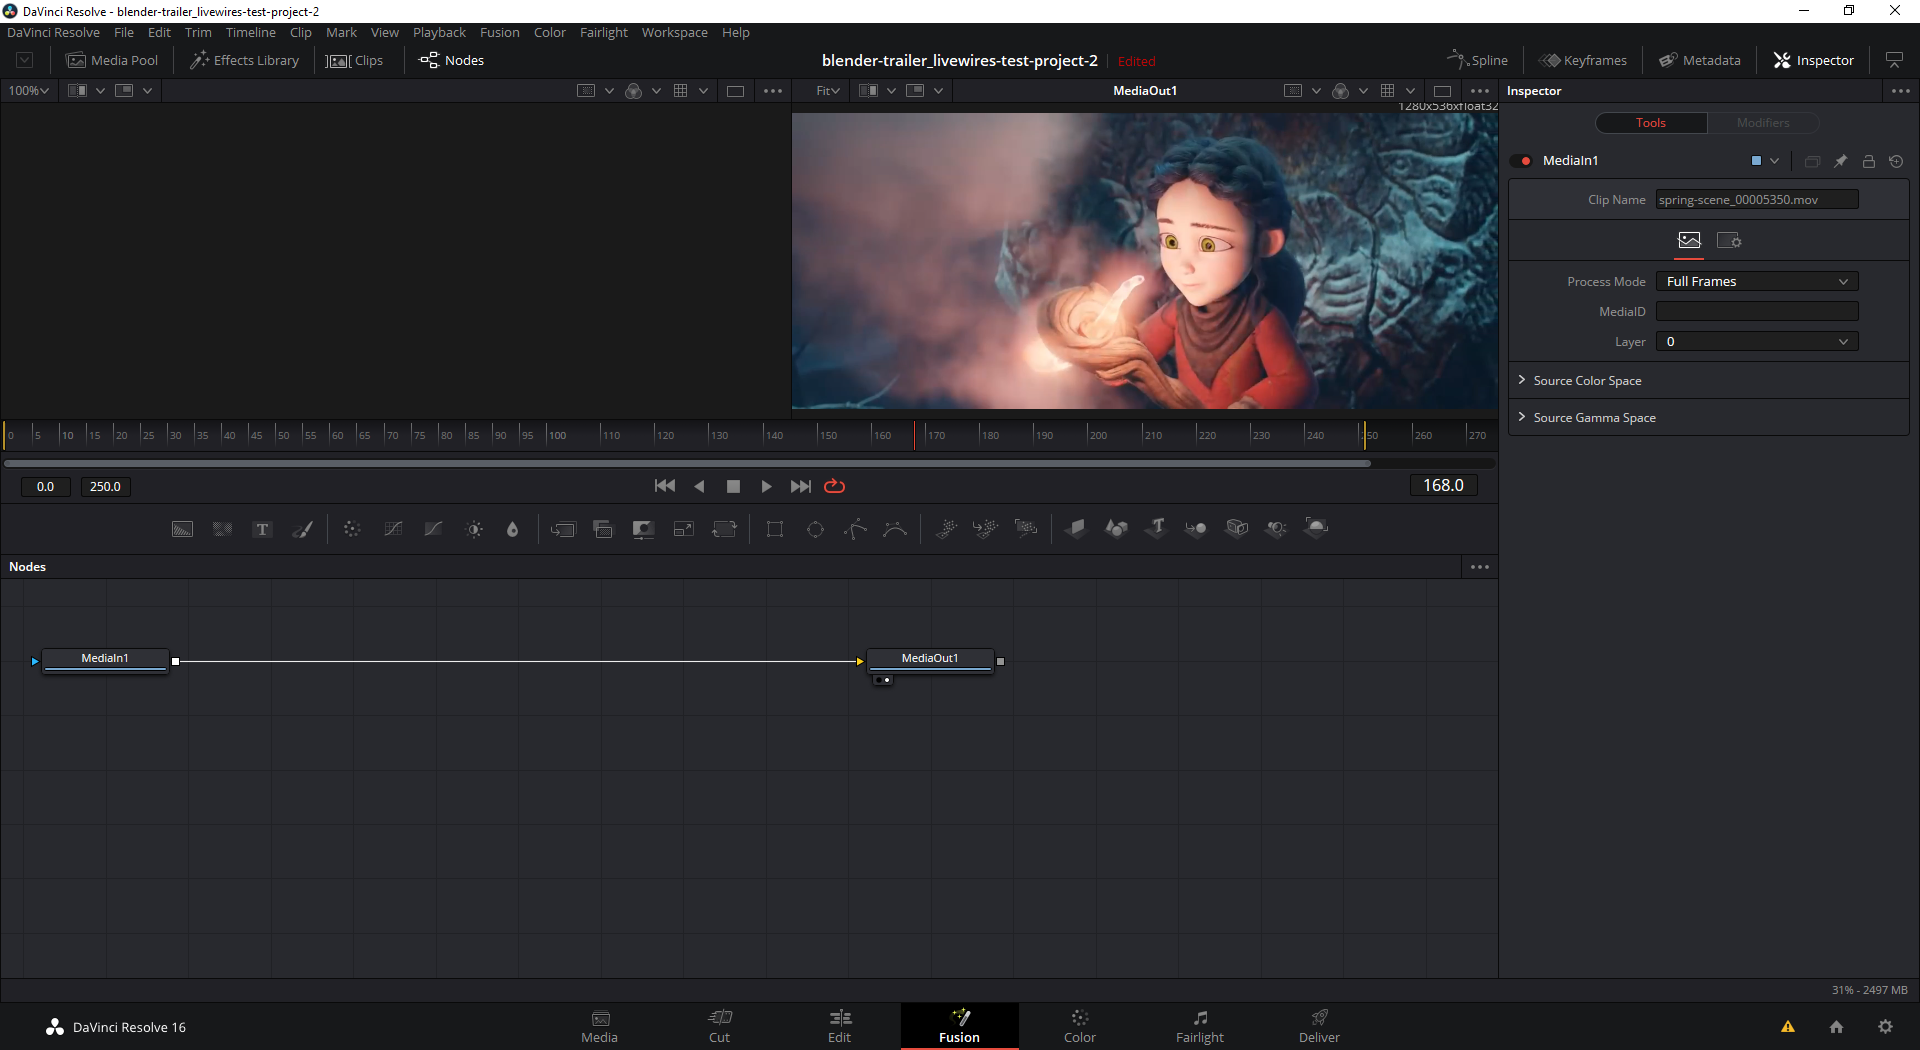 DaVinci Resolve - blender-trailer_livewires-test-project-2
DaVinci Resolve File Edit Trim Timeline Clip Mark View Playback Fusion Color Fairlight Workspace Help
Media Pool Effects Library Clips Nodes blender-trailer_livewires-test-project-2 Edited Spline Keyframes Metadata Inspector
100% Fit MediaOut1 Inspector
1280x536xfloat32
Tools Modifiers
MediaIn1
Clip Name spring-scene_00005350.mov
Process Mode Full Frames
MediaID
Layer 0
Source Color Space
Source Gamma Space
0 5 10 15 20 25 30 35 40 45 50 55 60 65 70 75 80 85 90 95 100 110 120 130 140 150 160 170 180 190 200 210 220 230 240 250 260 270
0.0 250.0 168.0
T T
Nodes
MediaIn1 MediaOut1
31% - 2497 MB
DaVinci Resolve 16 Media Cut Edit Fusion Color Fairlight Deliver